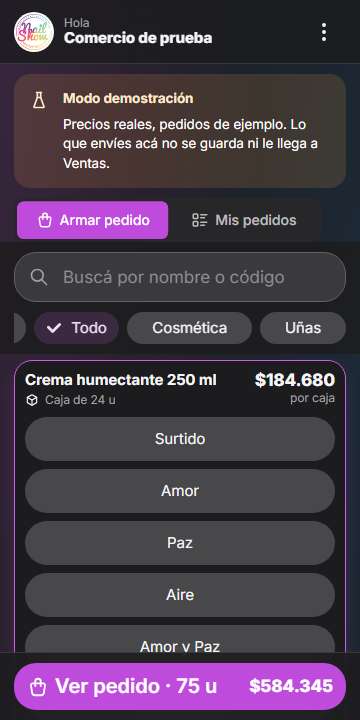 Nail
Show
Hola
Comercio de prueba
Modo demostración
Precios reales, pedidos de ejemplo. Lo
que envíes acá no se guarda ni le llega a
Ventas.
Armar pedido
Mis pedidos
Buscá por nombre o código
Todo
Cosmética
Uñas
Crema humectante 250 ml
$184.680
Caja de 24 u
por caja
Surtido
Amor
Paz
Aire
Amor y Paz
Ver pedido · 75 u
$584.345